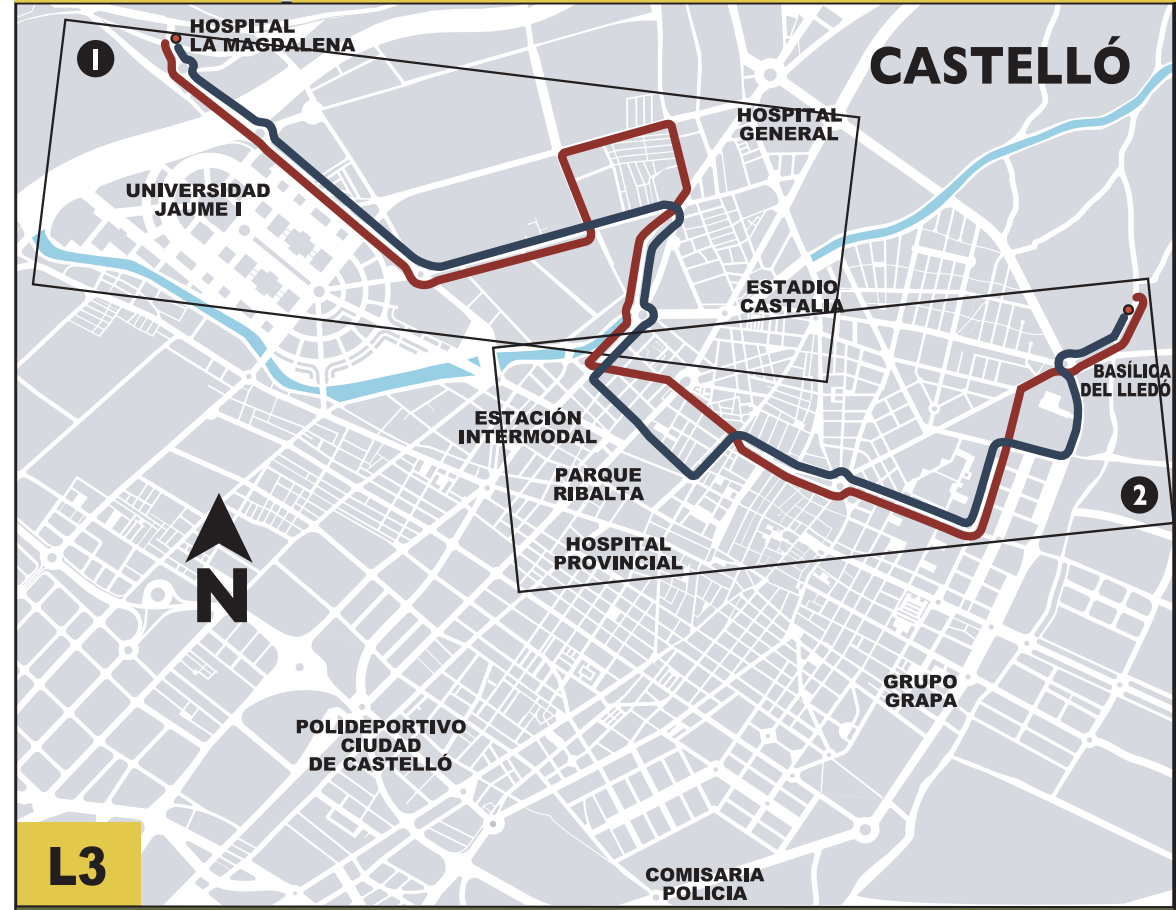 HOSPITAL
LA MAGDALENA
1
CASTELLÓ
HOSPITAL
GENERAL
UNIVERSIDAD
JAUME I
ESTADIO
CASTALIA
BASÍLICA
DEL LLEDÓ
ESTACIÓN
INTERMODAL
PARQUE
RIBALTA
2
HOSPITAL
PROVINCIAL
N
GRUPO
GRAPA
POLIDEPORTIVO
CIUDAD
DE CASTELLÓ
L3
COMISARIA
POLICIA